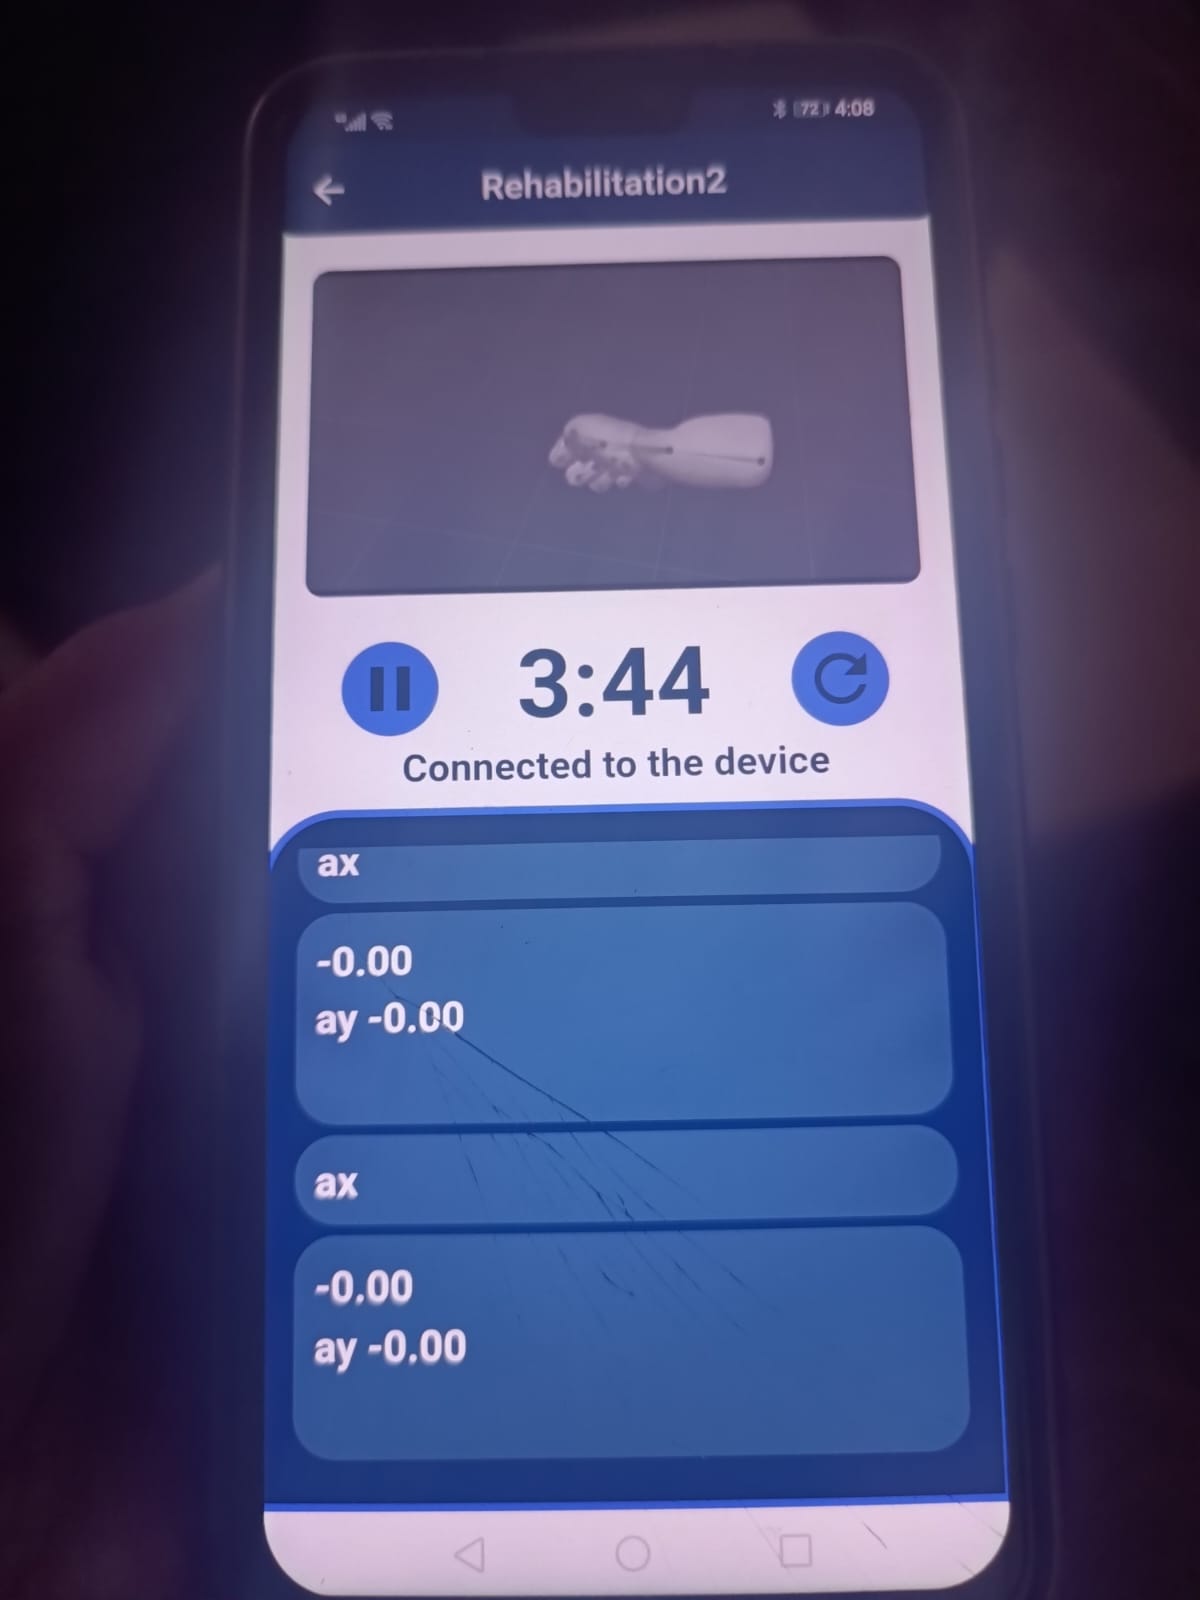 72 4:08
Rehabilitation2
3:44
Connected to the device
ax
-0.00
ay -0.00
ax
-0.00
ay -0.00